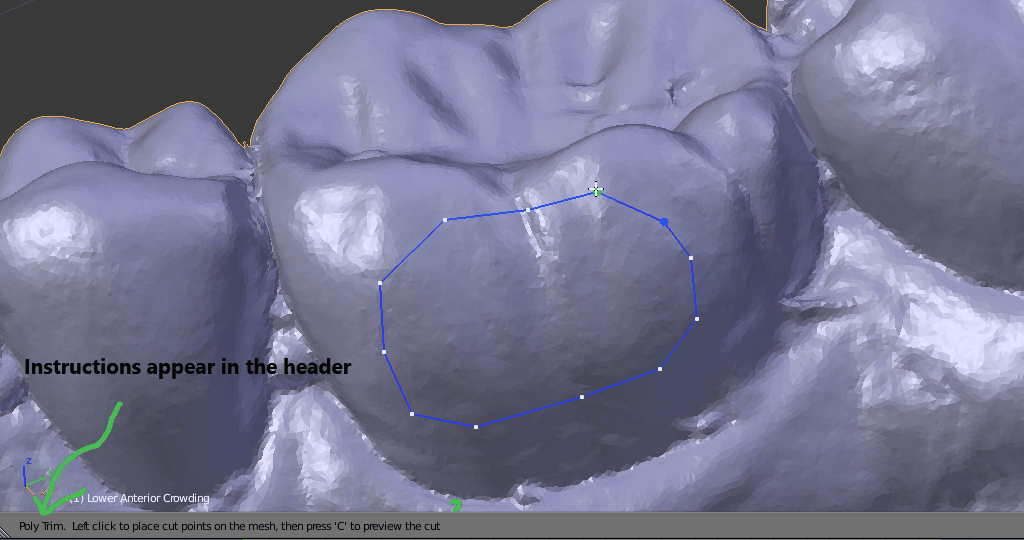 Instructions appear in the header
z
(1) Lower Anterior Crowding
Poly Trim. Left click to place cut points on the mesh, then press 'C' to preview the cut